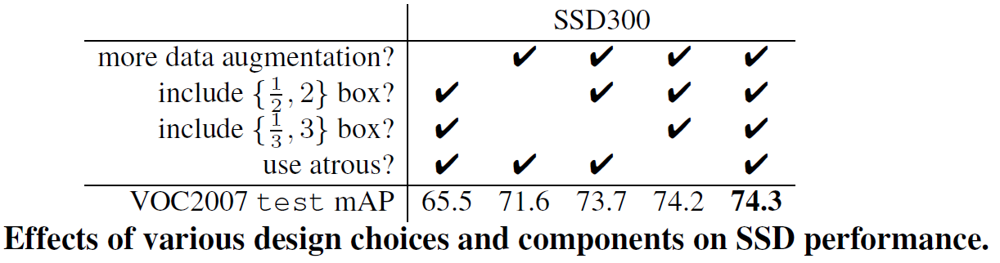 SSD300
more data augmentation? ✔ ✔ ✔ ✔
include {1/2, 2} box? ✔ ✔ ✔ ✔
include {1/3, 3} box? ✔ ✔ ✔
use atrous? ✔ ✔ ✔ ✔
VOC2007 test mAP 65.5 71.6 73.7 74.2 74.3
Effects of various design choices and components on SSD performance.